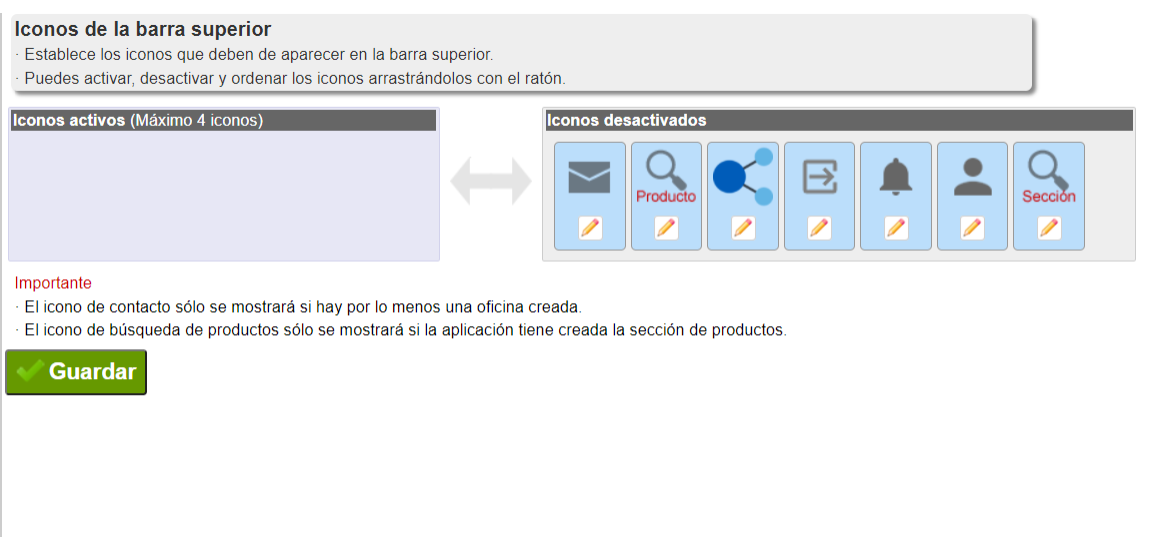 Iconos de la barra superior
· Establece los iconos que deben de aparecer en la barra superior.
· Puedes activar, desactivar y ordenar los iconos arrastrándolos con el ratón.
Iconos activos (Máximo 4 iconos)
Iconos desactivados
Producto
Sección
Importante
· El icono de contacto sólo se mostrará si hay por lo menos una oficina creada.
· El icono de búsqueda de productos sólo se mostrará si la aplicación tiene creada la sección de productos.
Guardar